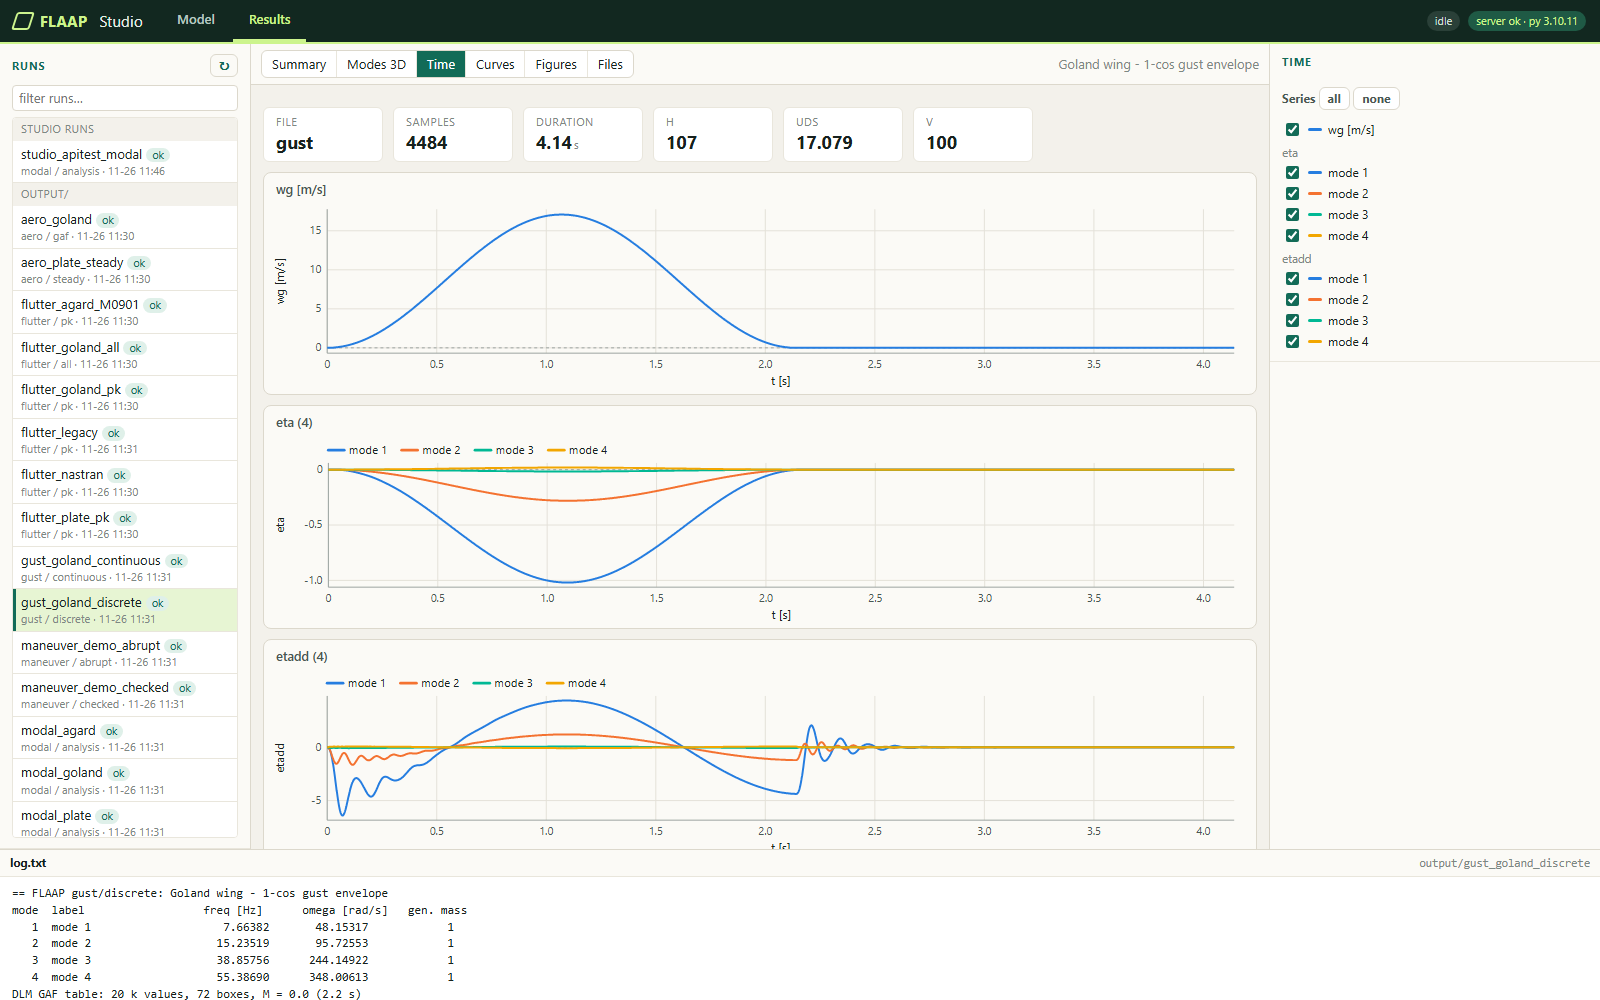 FLAAP Studio Model Results idle server ok · py 3.10.11
RUNS ↻
filter runs...
STUDIO RUNS
studio_apitest_modal ok
modal / analysis · 11-26 11:46
OUTPUT/
aero_goland ok
aero / gaf · 11-26 11:30
aero_plate_steady ok
aero / steady · 11-26 11:30
flutter_agard_M0901 ok
flutter / pk · 11-26 11:30
flutter_goland_all ok
flutter / all · 11-26 11:30
flutter_goland_pk ok
flutter / pk · 11-26 11:30
flutter_legacy ok
flutter / pk · 11-26 11:31
flutter_nastran ok
flutter / pk · 11-26 11:30
flutter_plate_pk ok
flutter / pk · 11-26 11:30
gust_goland_continuous ok
gust / continuous · 11-26 11:31
gust_goland_discrete ok
gust / discrete · 11-26 11:31
maneuver_demo_abrupt ok
maneuver / abrupt · 11-26 11:31
maneuver_demo_checked ok
maneuver / checked · 11-26 11:31
modal_agard ok
modal / analysis · 11-26 11:31
modal_goland ok
modal / analysis · 11-26 11:31
modal_plate ok
modal / analysis · 11-26 11:31
Summary Modes 3D Time Curves Figures Files Goland wing - 1-cos gust envelope
FILE
gust
SAMPLES
4484
DURATION
4.14 s
H
107
UDS
17.079
V
100
wg [m/s]
wg [m/s]
15
10
5
0
0 0.5 1.0 1.5 2.0 2.5 3.0 3.5 4.0
t [s]
eta (4)
mode 1 mode 2 mode 3 mode 4
eta
0
-0.5
-1.0
0 0.5 1.0 1.5 2.0 2.5 3.0 3.5 4.0
t [s]
etadd (4)
mode 1 mode 2 mode 3 mode 4
etadd
0
-5
0 0.5 1.0 1.5 2.0 2.5 3.0 3.5 4.0
t [s]
TIME
Series all none
wg [m/s]
eta
mode 1
mode 2
mode 3
mode 4
etadd
mode 1
mode 2
mode 3
mode 4
log.txt output/gust_goland_discrete
== FLAAP gust/discrete: Goland wing - 1-cos gust envelope
mode label freq [Hz] omega [rad/s] gen. mass
1 mode 1 7.66382 48.15317 1
2 mode 2 15.23519 95.72553 1
3 mode 3 38.85756 244.14922 1
4 mode 4 55.38690 348.00613 1
DLM GAF table: 20 k values, 72 boxes, M = 0.0 (2.2 s)